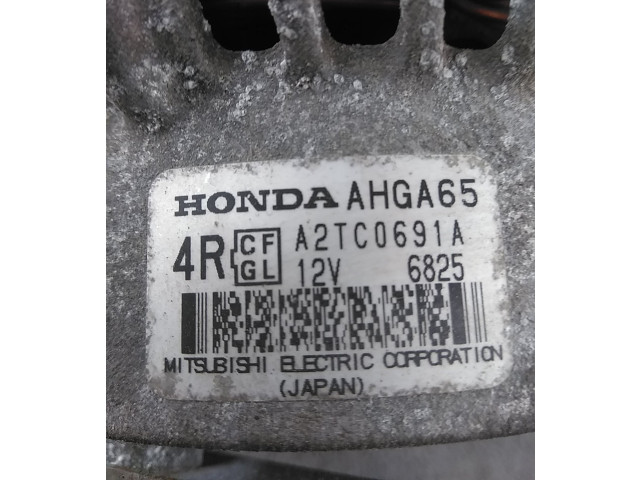 HONDA AHGA65
4R CF GL A2TC0691A
12V 6825
MITSUBISHI ELECTRIC CORPORATION
(JAPAN)